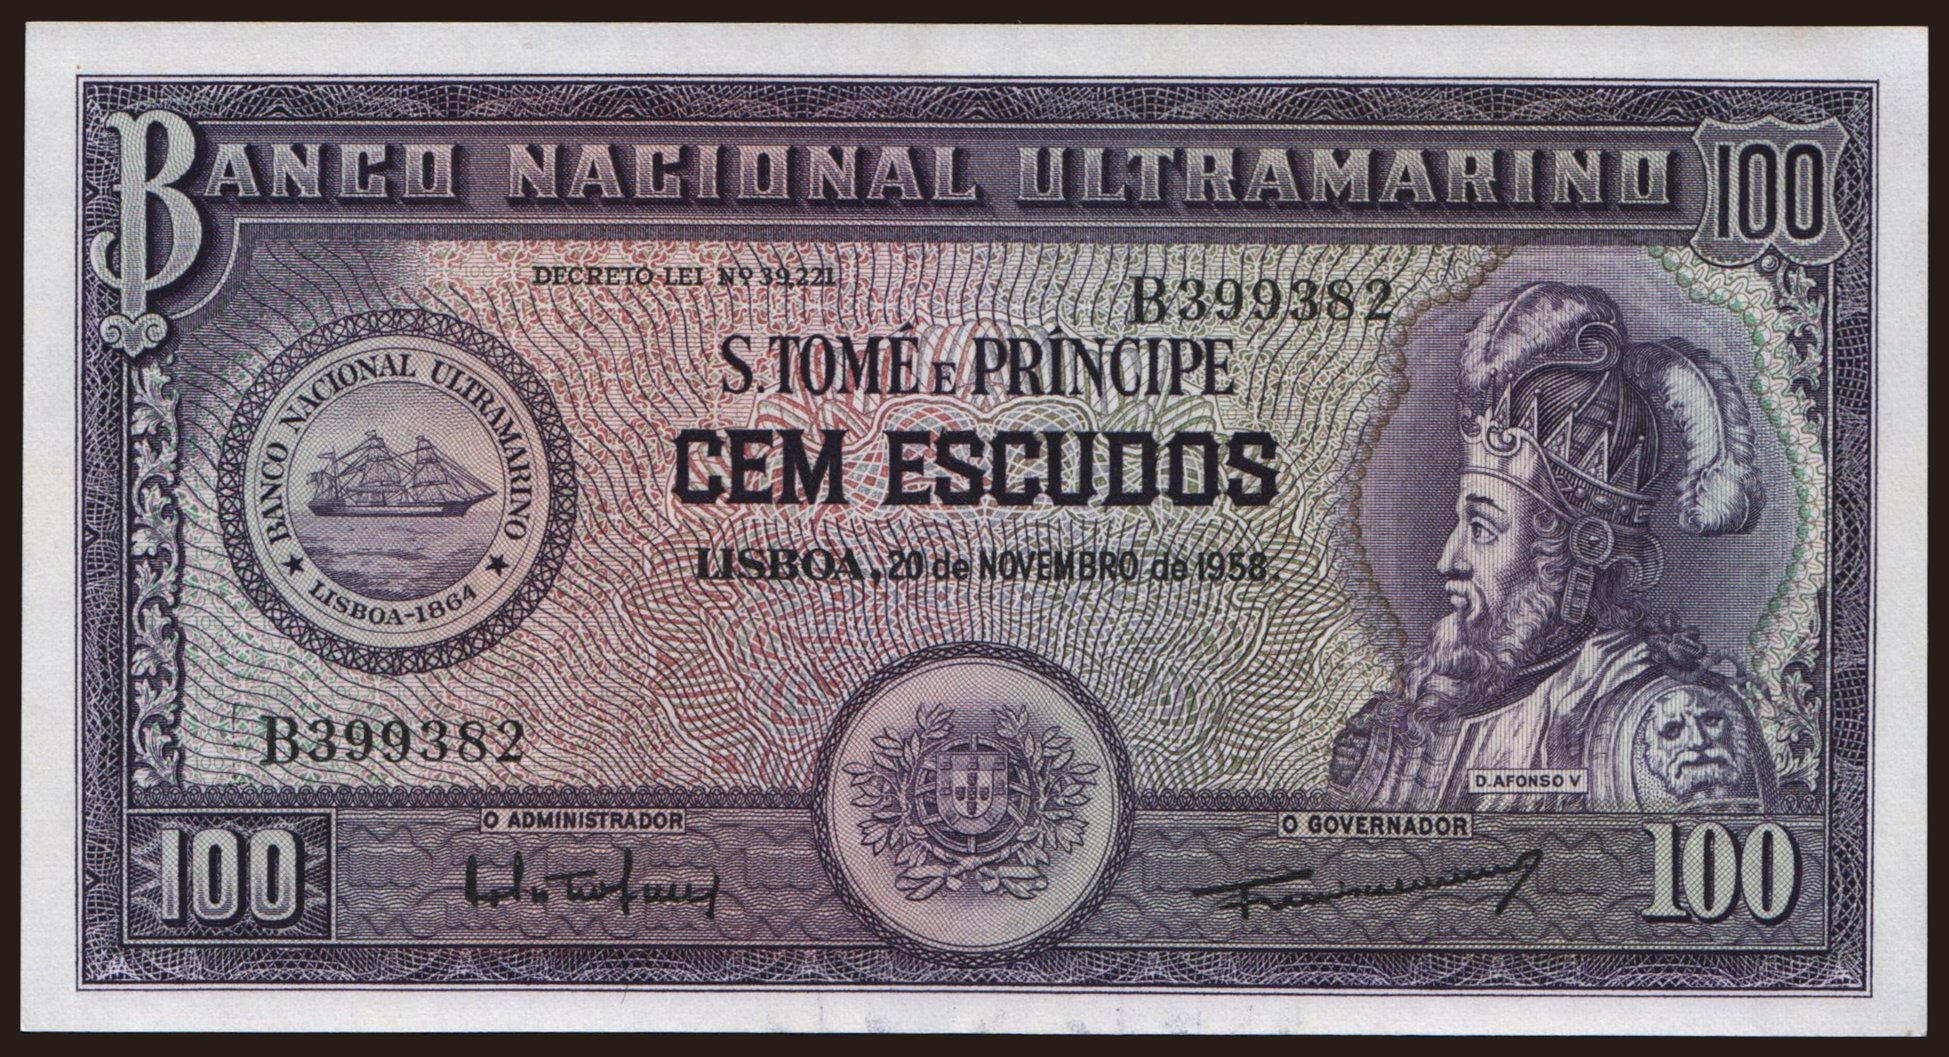 BANCO NACIONAL ULTRAMARINO 100
DECRETO-LEI Nº 39,221
B399382
S. TOMÉ E PRÍNCIPE
CEM ESCUDOS
LISBOA, 20 de NOVEMBRO de 1958.
BANCO NACIONAL ULTRAMARINO
★ LISBOA-1864 ★
B399382
D. AFONSO V
O ADMINISTRADOR
O GOVERNADOR
100
100